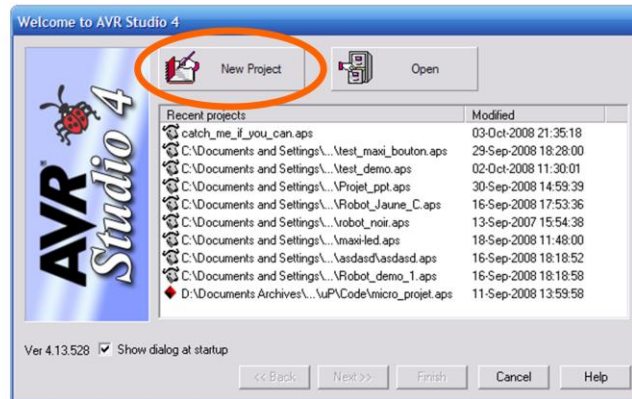 Welcome to AVR Studio 4
New Project
Open
AVR Studio 4
Recent projects Modified
catch_me_if_you_can.aps 03-Oct-2008 21:35:18
C:\Documents and Settings\...\test_maxi_bouton.aps 29-Sep-2008 18:28:00
C:\Documents and Settings\...\test_demo.aps 02-Oct-2008 11:30:01
C:\Documents and Settings\...\Projet_ppt.aps 30-Sep-2008 14:59:39
C:\Documents and Settings\...\Robot_Jaune_C.aps 16-Sep-2008 17:53:36
C:\Documents and Settings\...\robot_noir.aps 13-Sep-2007 15:54:38
C:\Documents and Settings\...\maxi-led.aps 18-Sep-2008 11:48:00
C:\Documents and Settings\...\asdasd\asdasd.aps 16-Sep-2008 18:18:52
C:\Documents and Settings\...\Robot_demo_1.aps 16-Sep-2008 18:18:58
D:\Documents Archives\...\uP\Code\micro_projet.aps 11-Sep-2008 13:59:58
Ver 4.13.528 Show dialog at startup
<< Back Next >> Finish Cancel Help